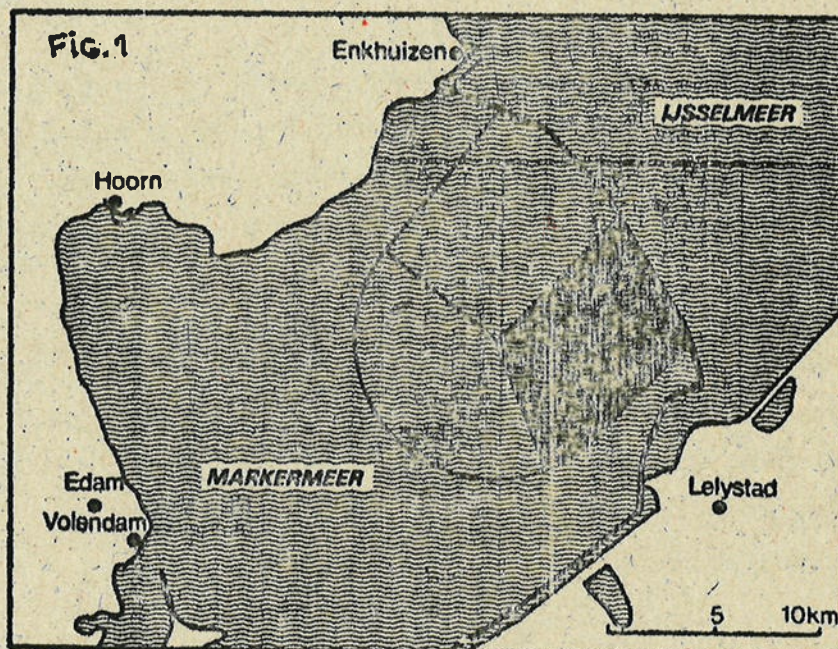 FiG.1
Enkhuizen
IJSSELMEER
Hoorn
MARKERMEER
Edam
Volendam
Lelystad
5 10km